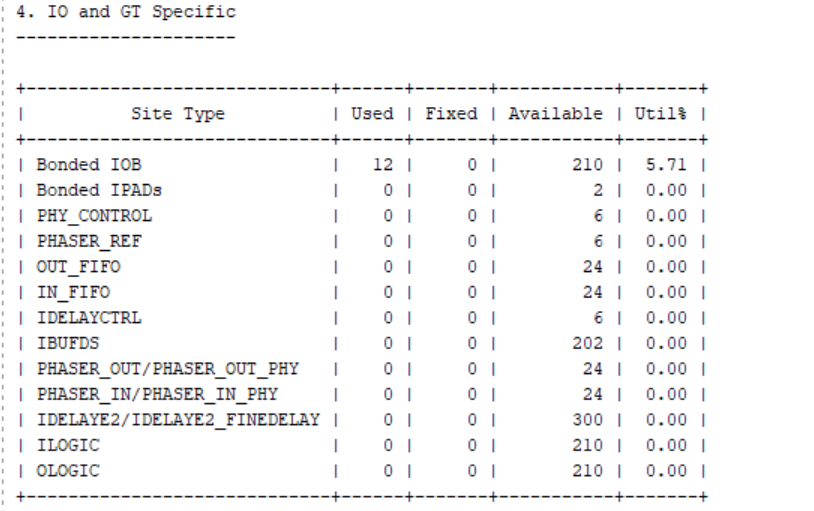 4. IO and GT Specific
---------------------
+-----------------------------+------+-------+-----------+-------+
|          Site Type          | Used | Fixed | Available | Util% |
+-----------------------------+------+-------+-----------+-------+
| Bonded IOB                  |   12 |     0 |       210 |  5.71 |
| Bonded IPADs                |    0 |     0 |         2 |  0.00 |
| PHY_CONTROL                 |    0 |     0 |         6 |  0.00 |
| PHASER_REF                  |    0 |     0 |         6 |  0.00 |
| OUT_FIFO                    |    0 |     0 |        24 |  0.00 |
| IN_FIFO                     |    0 |     0 |        24 |  0.00 |
| IDELAYCTRL                  |    0 |     0 |         6 |  0.00 |
| IBUFDS                      |    0 |     0 |       202 |  0.00 |
| PHASER_OUT/PHASER_OUT_PHY   |    0 |     0 |        24 |  0.00 |
| PHASER_IN/PHASER_IN_PHY     |    0 |     0 |        24 |  0.00 |
| IDELAYE2/IDELAYE2_FINEDELAY |    0 |     0 |       300 |  0.00 |
| ILOGIC                      |    0 |     0 |       210 |  0.00 |
| OLOGIC                      |    0 |     0 |       210 |  0.00 |
+-----------------------------+------+-------+-----------+-------+